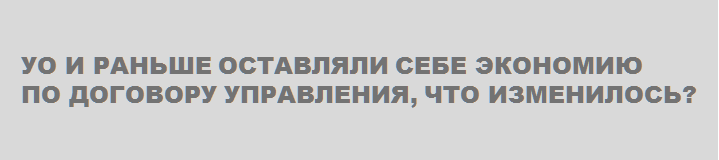 УО И РАНЬШЕ ОСТАВЛЯЛИ СЕБЕ ЭКОНОМИЮ
ПО ДОГОВОРУ УПРАВЛЕНИЯ, ЧТО ИЗМЕНИЛОСЬ?